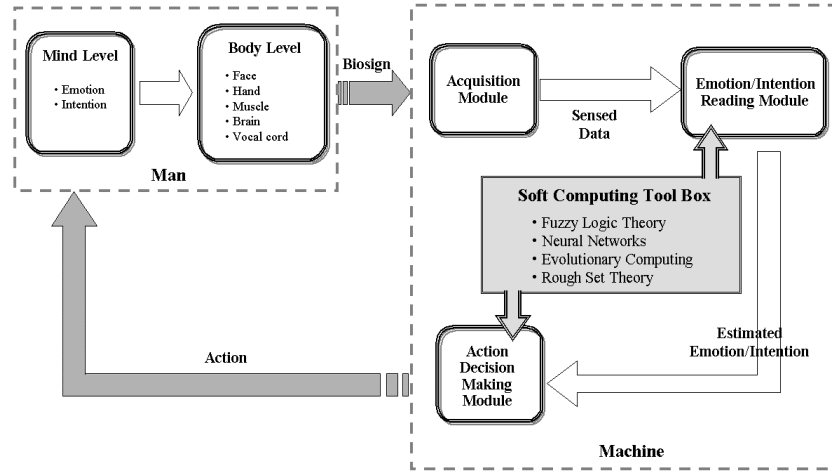 Mind Level
• Emotion
• Intention
Body Level
• Face
• Hand
• Muscle
• Brain
• Vocal cord
Man
Biosign
Acquisition
Module
Sensed
Data
Emotion/Intention
Reading Module
Soft Computing Tool Box
• Fuzzy Logic Theory
• Neural Networks
• Evolutionary Computing
• Rough Set Theory
Estimated
Emotion/Intention
Action
Decision
Making
Module
Action
Machine